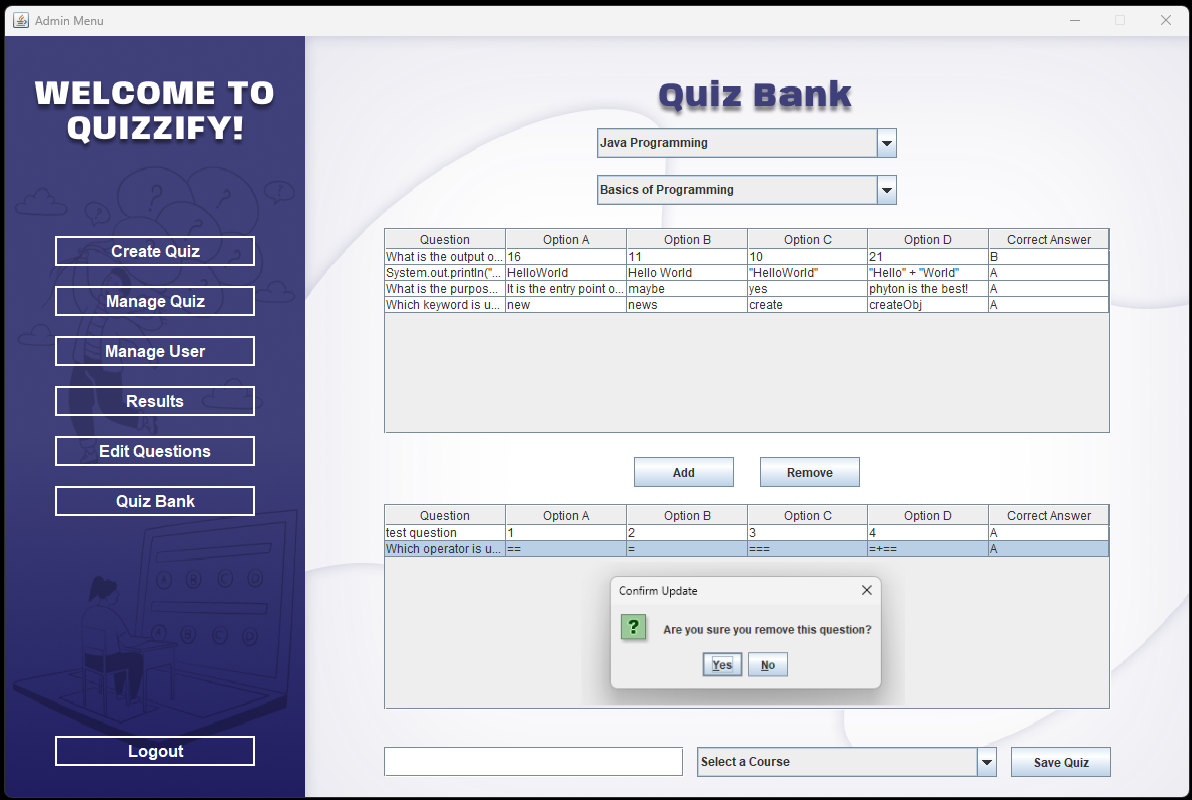 Admin Menu
WELCOME TO
QUIZZIFY!
Create Quiz
Manage Quiz
Manage User
Results
Edit Questions
Quiz Bank
Logout
Quiz Bank
Java Programming
Basics of Programming
Question Option A Option B Option C Option D Correct Answer
What is the output o... 16 11 10 21 B
System.out.println("... HelloWorld Hello World "HelloWorld" "Hello" + "World" A
What is the purpos... It is the entry point o... maybe yes phyton is the best! A
Which keyword is u... new news create createObj A
Add Remove
Question Option A Option B Option C Option D Correct Answer
test question 1 2 3 4 A
Which operator is u... == = === =+== A
Confirm Update
? Are you sure you remove this question?
Yes No
Select a Course
Save Quiz